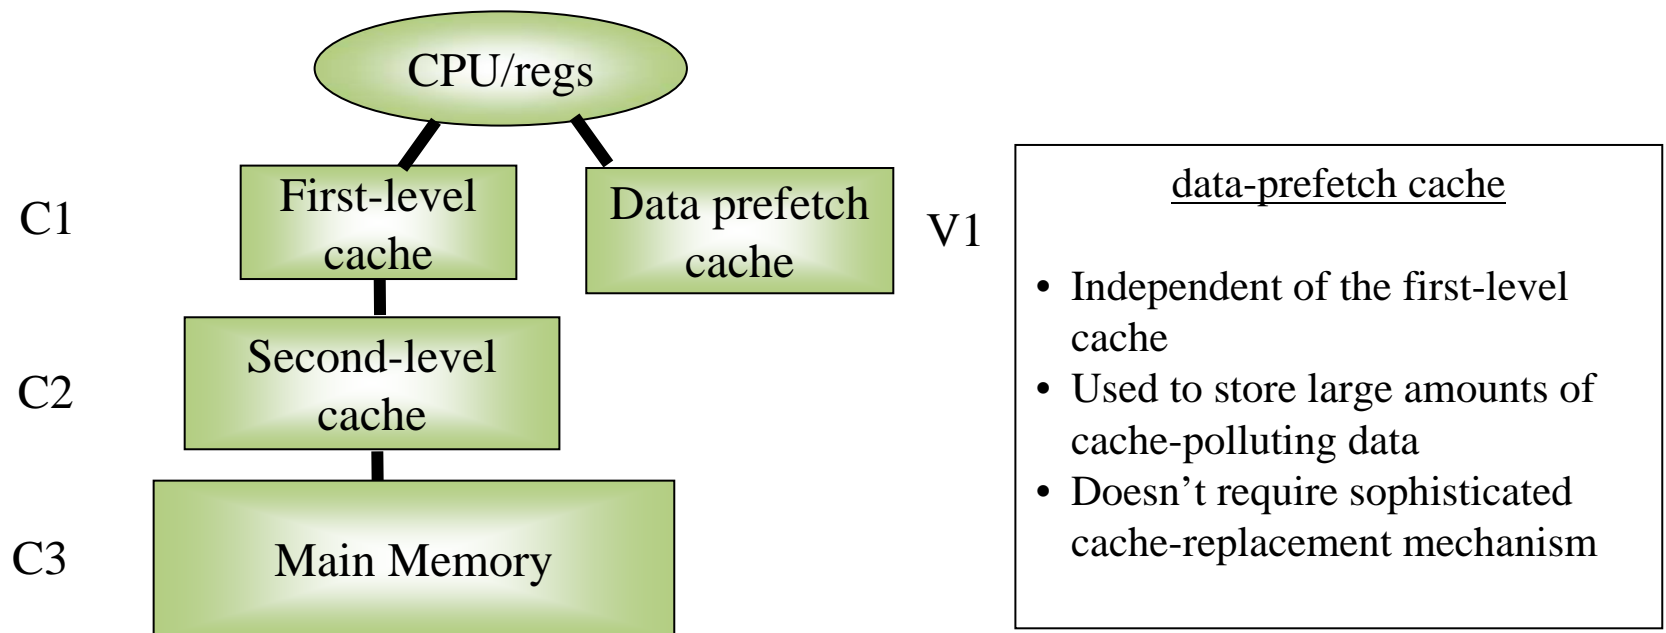 CPU/regs
C1
First-level
cache
Data prefetch
cache
V1
C2
Second-level
cache
C3
Main Memory
data-prefetch cache
• Independent of the first-level
cache
• Used to store large amounts of
cache-polluting data
• Doesn’t require sophisticated
cache-replacement mechanism